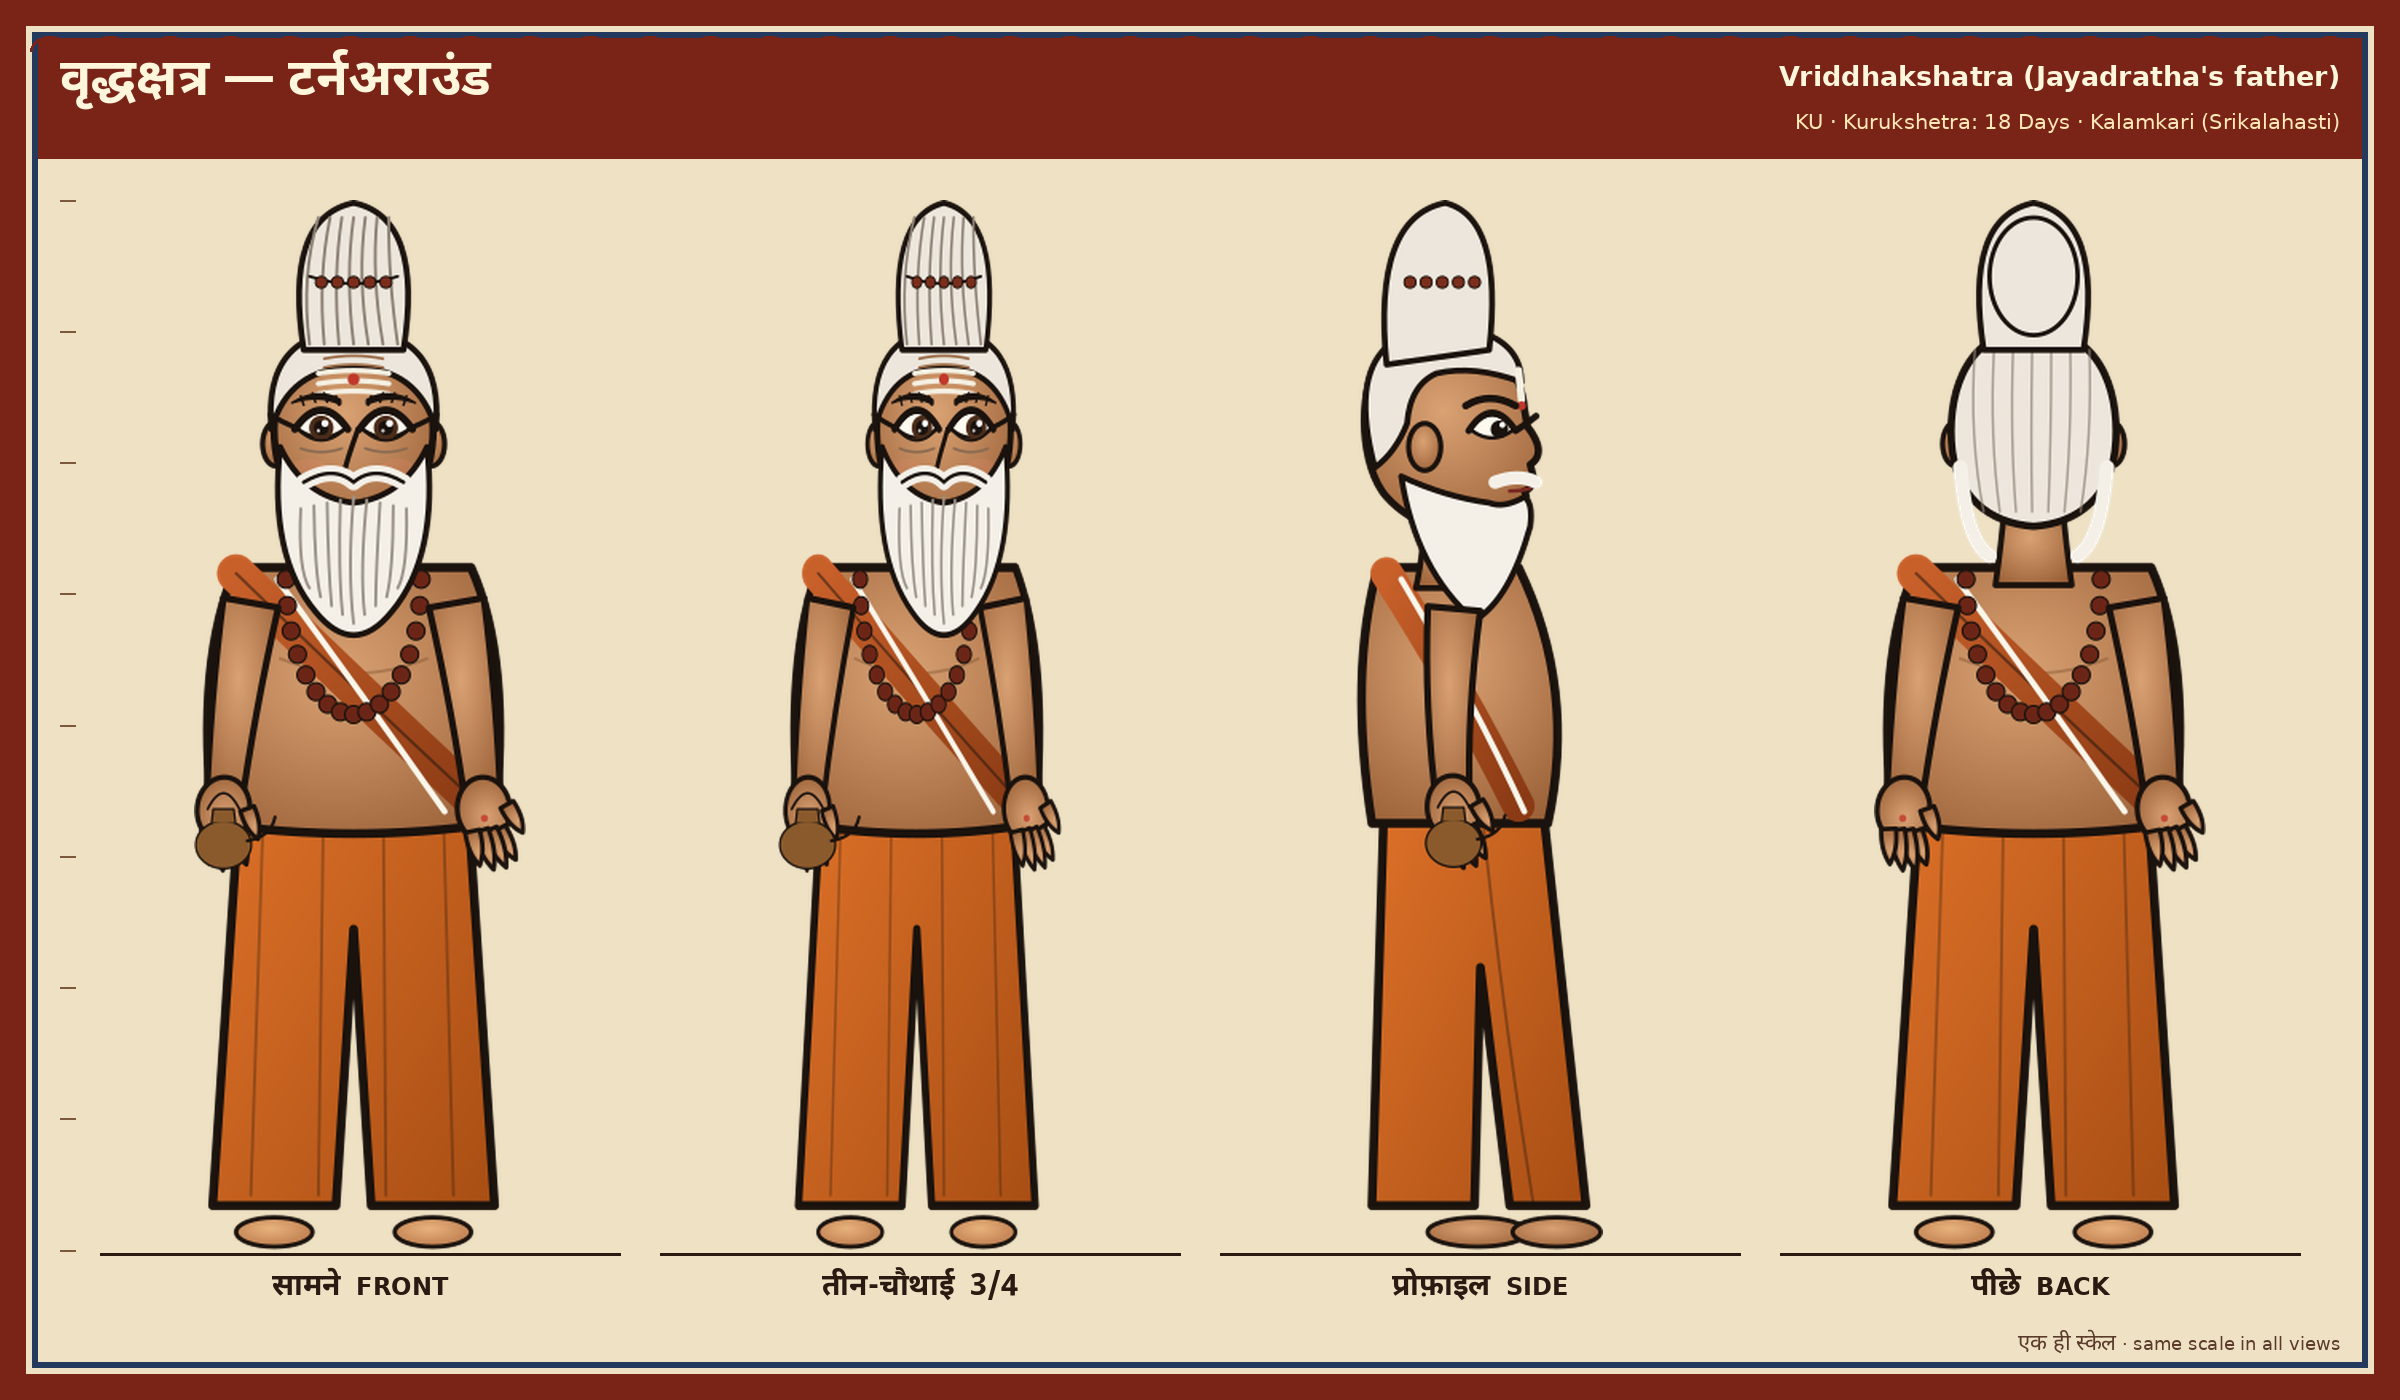 वृद्धक्षत्र — टर्नअराउंड
Vriddhakshatra (Jayadratha's father)
KU · Kurukshetra: 18 Days · Kalamkari (Srikalahasti)
सामने FRONT
तीन-चौथाई 3/4
प्रोफ़ाइल SIDE
पीछे BACK
एक ही स्केल · same scale in all views